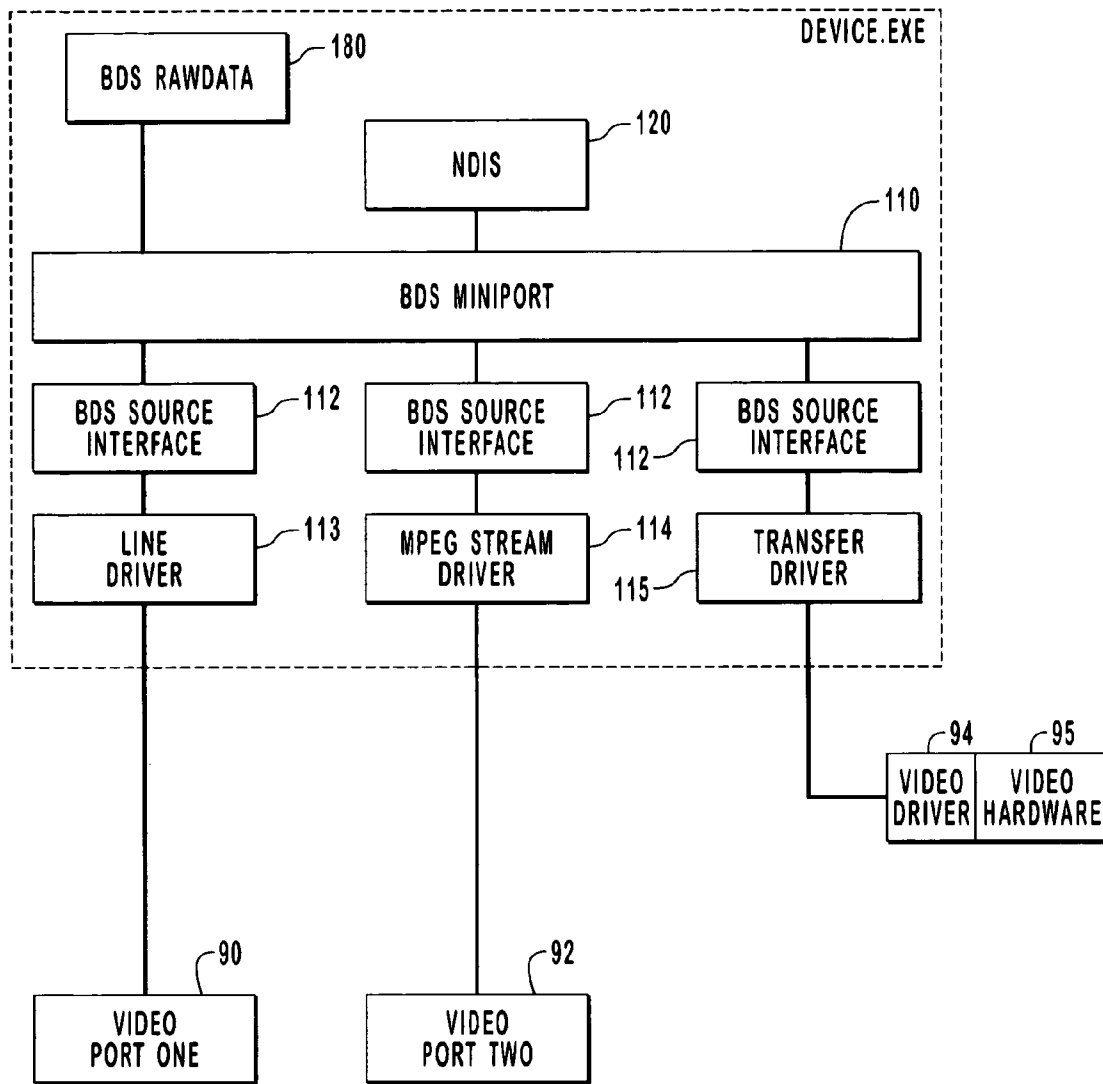 DEVICE.EXE
180
BDS RAWDATA
120
NDIS
110
BDS MINIPORT
BDS SOURCE
INTERFACE
112
BDS SOURCE
INTERFACE
112
BDS SOURCE
INTERFACE
112
LINE
DRIVER
113
MPEG STREAM
DRIVER
114
TRANSFER
DRIVER
115
94
95
VIDEO
DRIVER
VIDEO
HARDWARE
90
92
VIDEO
PORT ONE
VIDEO
PORT TWO